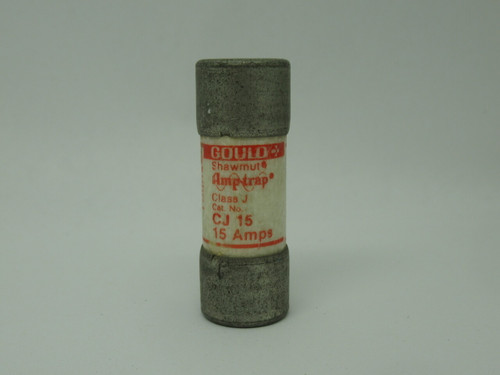 GOULD
Shawmut®
Amp-trap®
Class J
Cat. No.
CJ 15
15 Amps